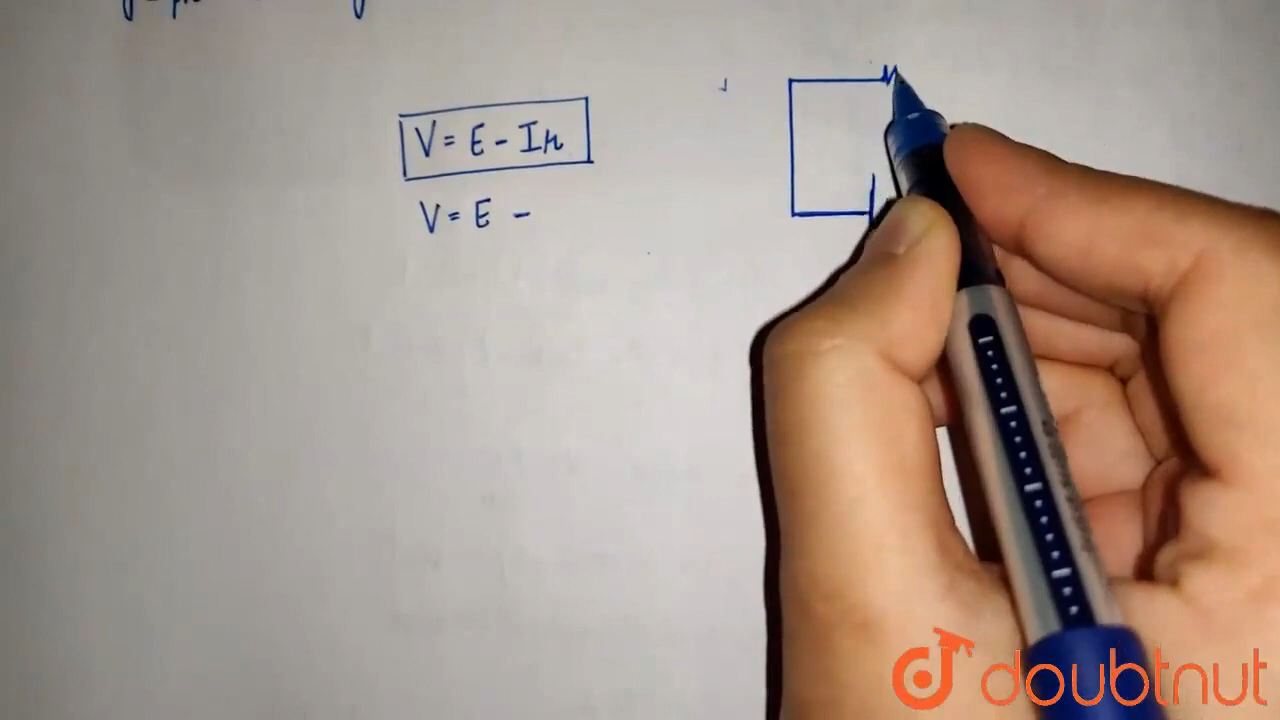 V = E - Ir
V = E -
doubtnut